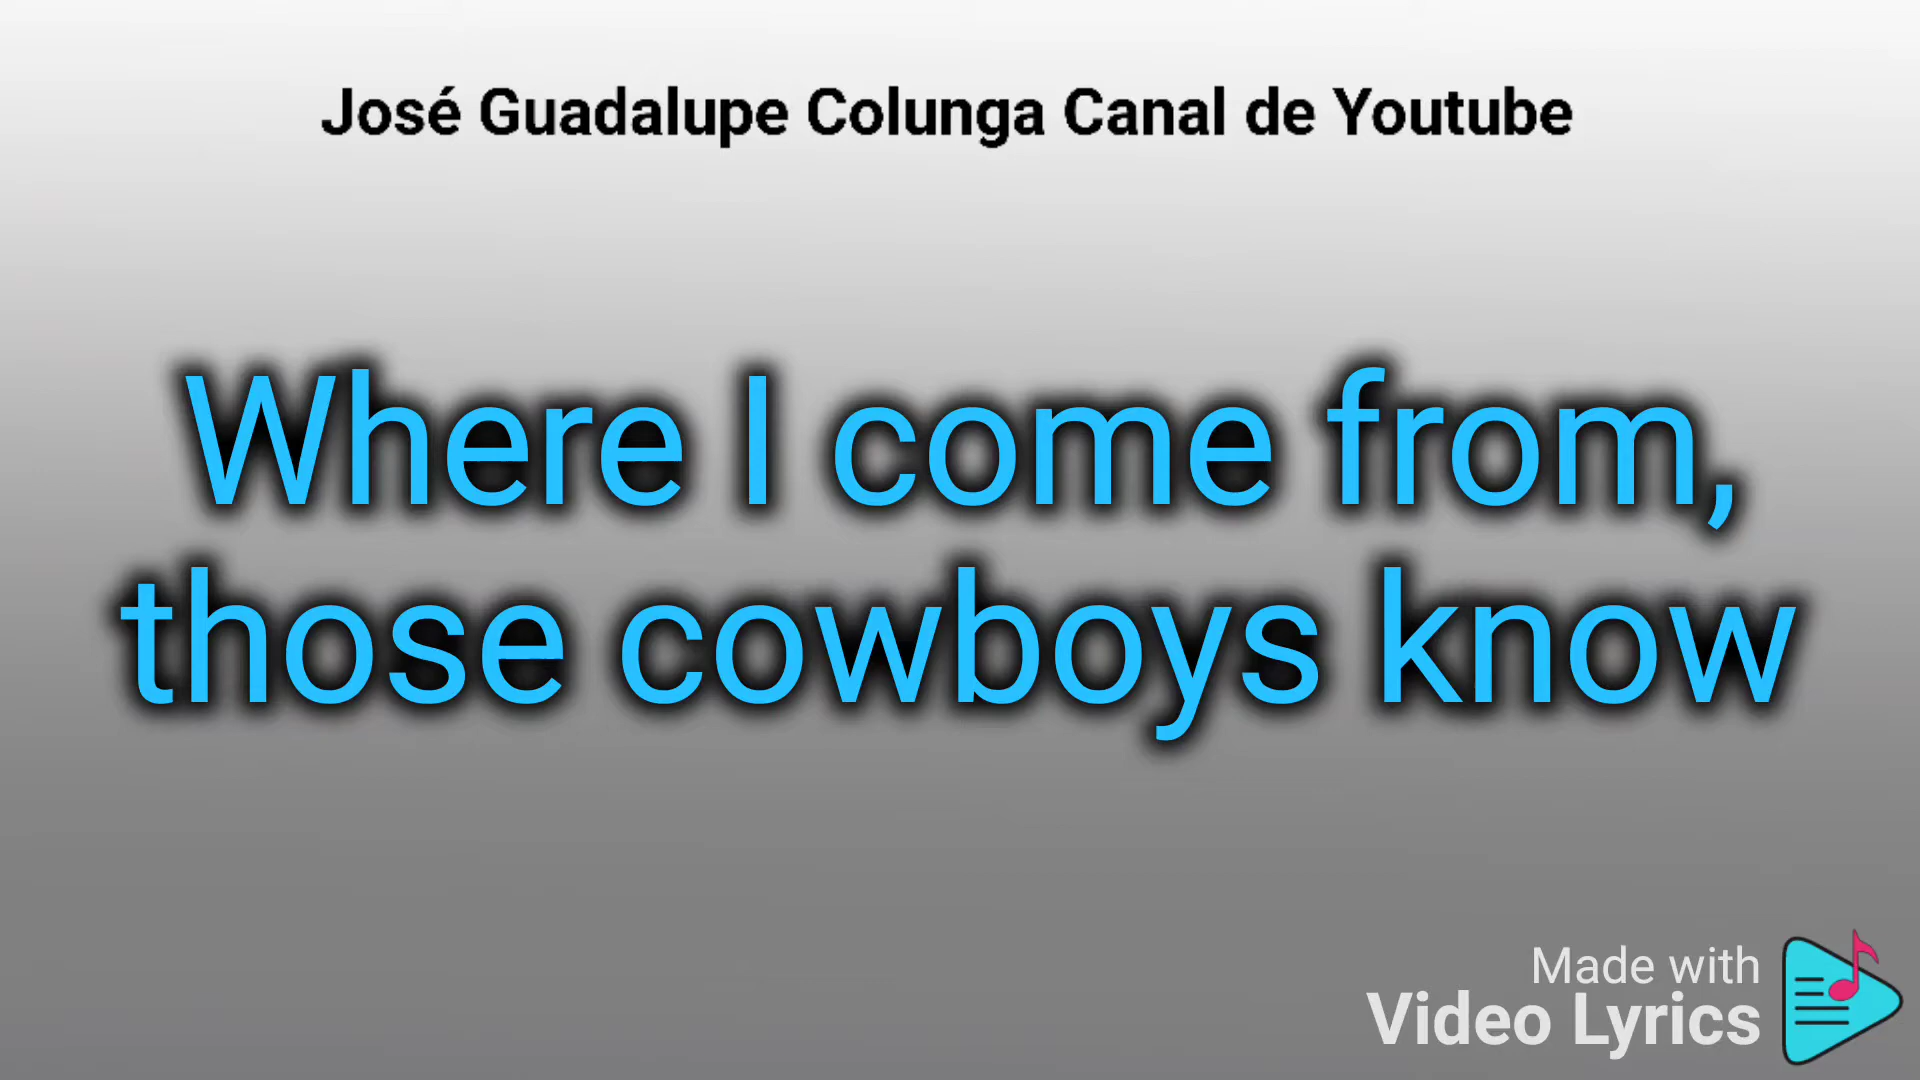 José Guadalupe Colunga Canal de Youtube
Where I come from,
those cowboys know
Made with
Video Lyrics